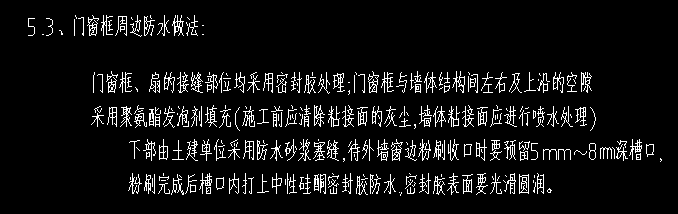 5.3、门窗框周边防水做法:
门窗框、扇的接缝部位均采用密封胶处理;门窗框与墙体结构间左右及上沿的空隙
采用聚氨酯发泡剂填充(施工前应清除粘接面的灰尘,墙体粘接面应进行喷水处理)
下部由土建单位采用防水砂浆塞缝,待外墙窗边粉刷收口时要预留5mm~8mm深槽口,
粉刷完成后槽口内打上中性硅酮密封胶防水,密封胶表面要光滑圆润。